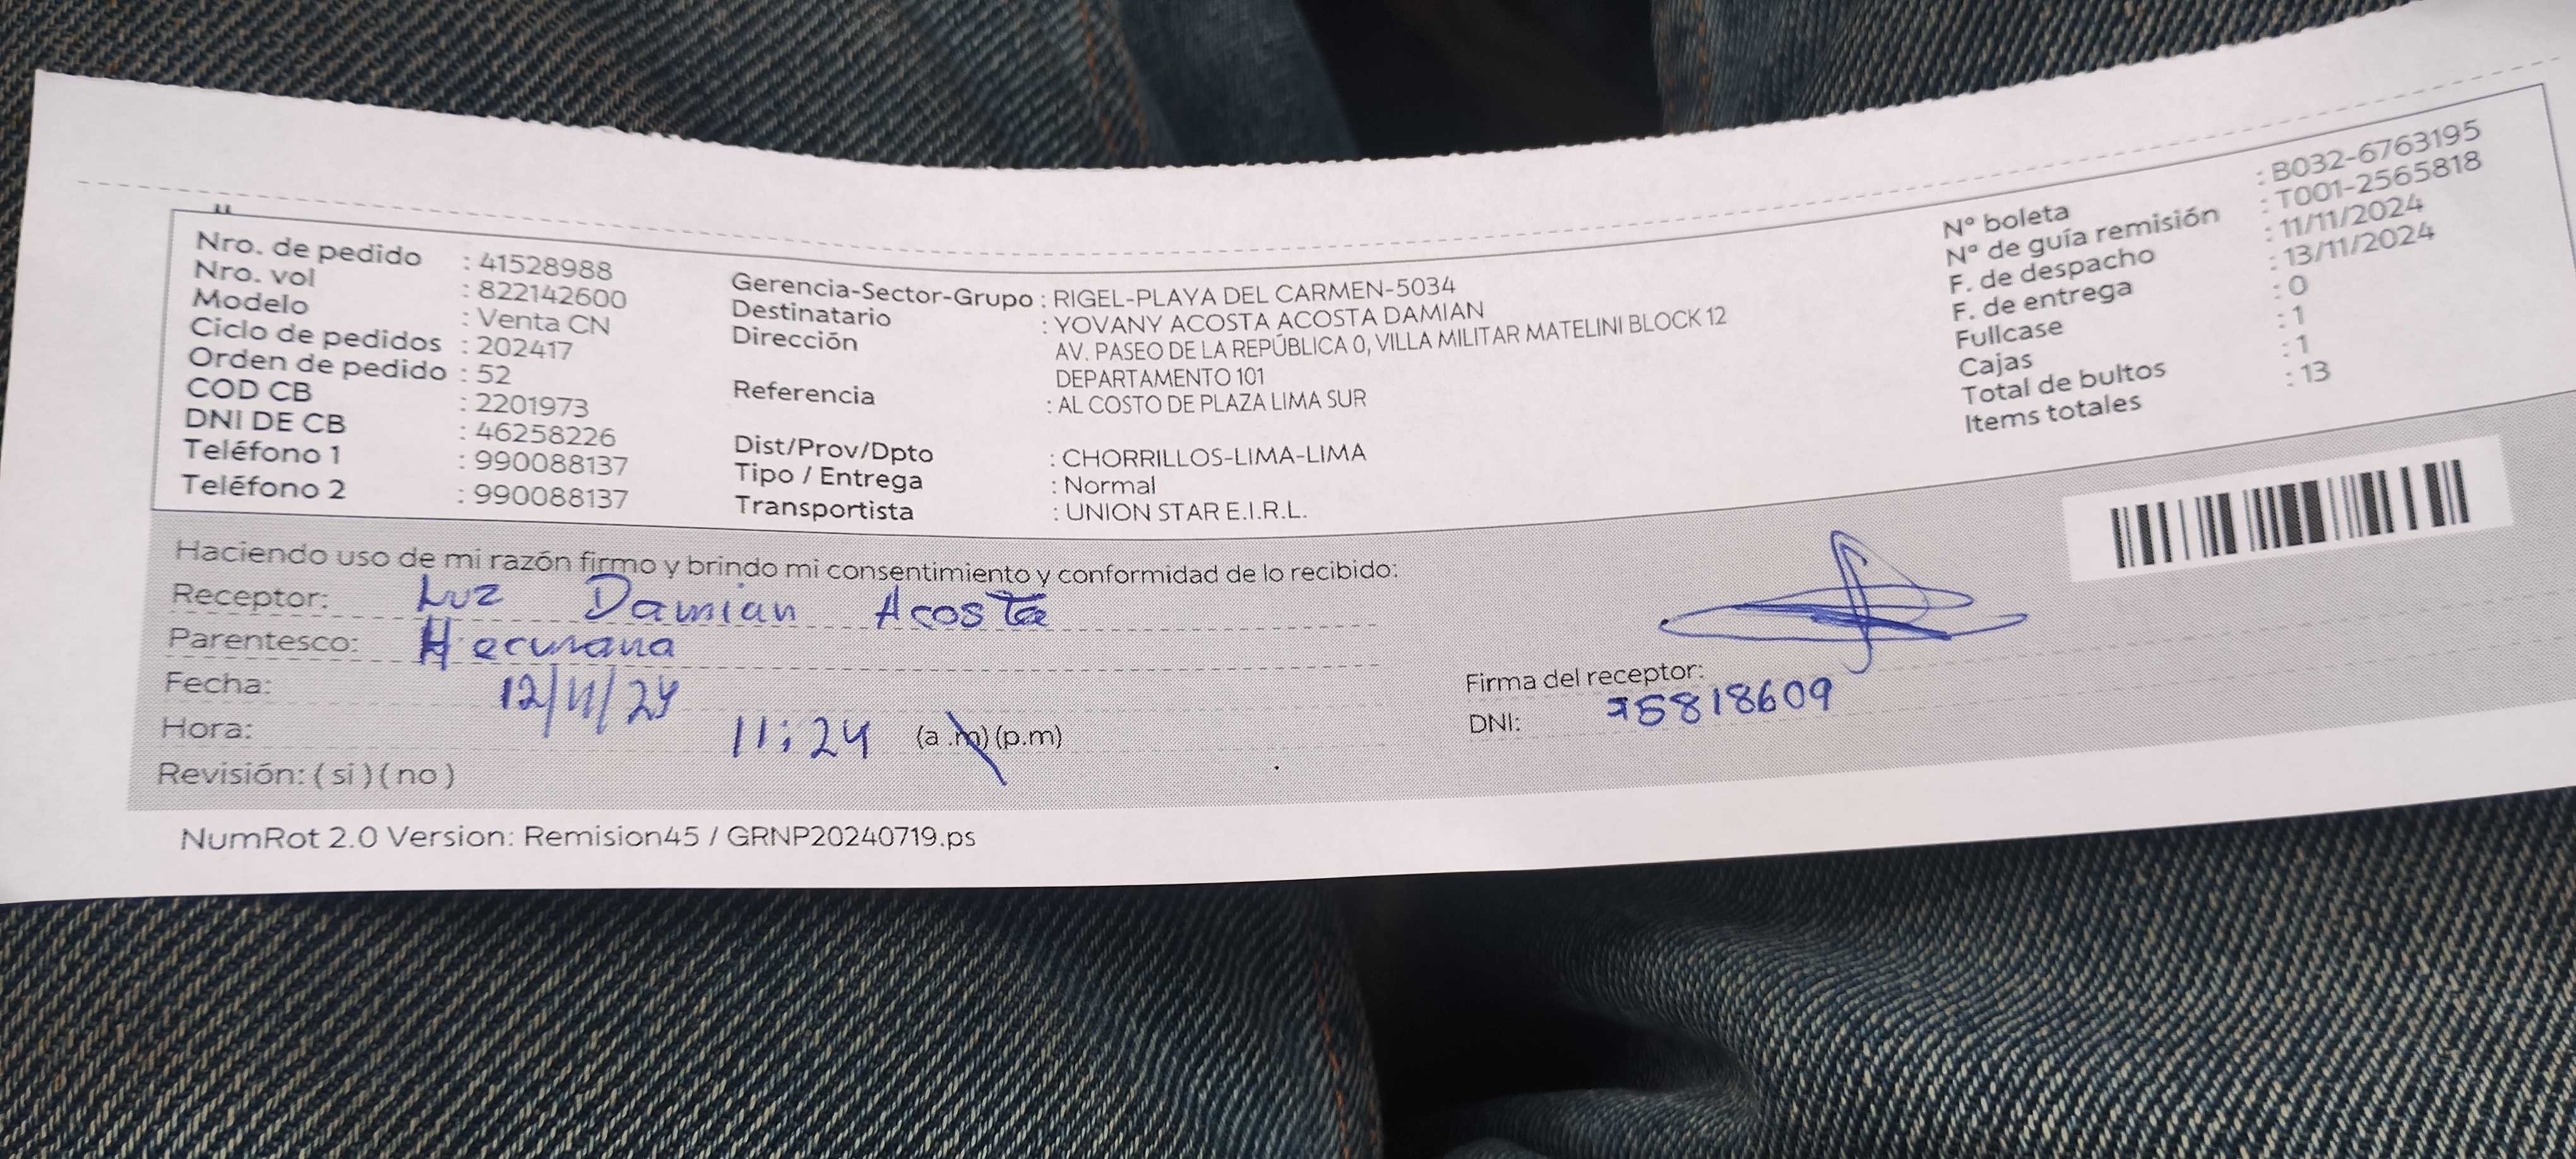 Nro. de pedido : 41528988
Nro. vol : 822142600
Modelo : Venta CN
Ciclo de pedidos : 202417
Orden de pedido : 52
COD CB : 2201973
DNI DE CB : 46258226
Teléfono 1 : 990088137
Teléfono 2 : 990088137
Gerencia-Sector-Grupo : RIGEL-PLAYA DEL CARMEN-5034
Destinatario : YOVANY ACOSTA ACOSTA DAMIAN
Dirección AV. PASEO DE LA REPÚBLICA 0, VILLA MILITAR MATELINI BLOCK 12
DEPARTAMENTO 101
Referencia : AL COSTO DE PLAZA LIMA SUR
Dist/Prov/Dpto : CHORRILLOS-LIMA-LIMA
Tipo / Entrega : Normal
Transportista : UNION STAR E.I.R.L.
N° boleta : B032-6763195
N° de guía remisión : T001-2565818
F. de despacho : 11/11/2024
F. de entrega : 13/11/2024
Fullcase : 0
Cajas : 1
Total de bultos : 1
Items totales : 13
Haciendo uso de mi razón firmo y brindo mi consentimiento y conformidad de lo recibido:
Receptor: Luz Damian Acosta
Parentesco: Hermana
Fecha: 12/11/24
Hora: 11:24 (a.m) (p.m)
Revisión: ( si ) ( no )
Firma del receptor:
DNI: 75818609
NumRot 2.0 Version: Remision45 / GRNP20240719.ps